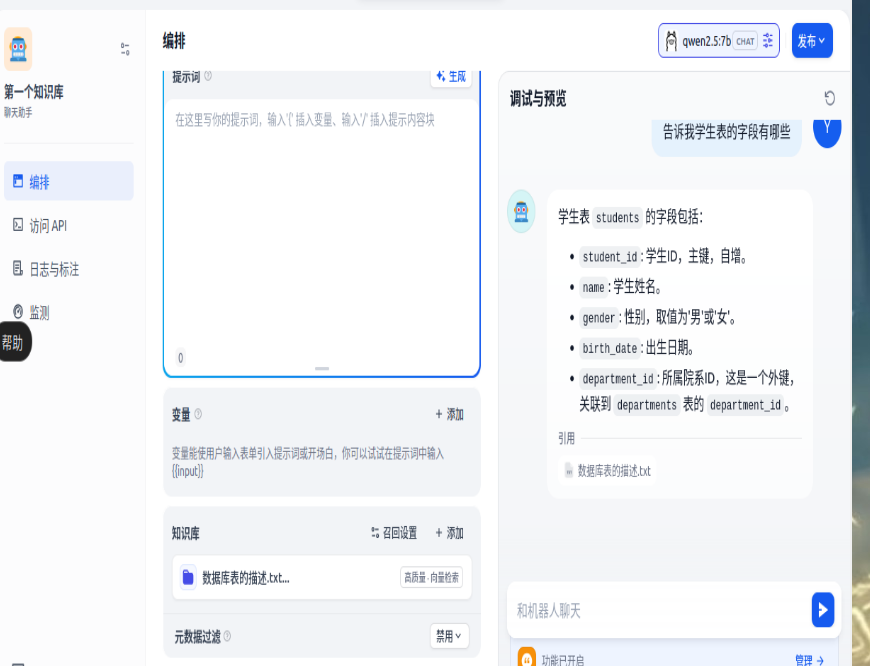 编排
qwen2.5:7b CHAT
发布
第一个知识库
聊天助手
编排
访问 API
日志与标注
监测
帮助
提示词
生成
在这里写你的提示词，输入'{' 插入变量、输入'/' 插入提示内容块
0
变量
+ 添加
变量能使用户输入表单引入提示词或开场白，你可以试试在提示词中输入
{{input}}
知识库
召回设置
+ 添加
数据库表的描述.txt...
高质量 · 向量检索
元数据过滤
禁用
调试与预览
告诉我学生表的字段有哪些
Y
学生表 students 的字段包括：
• student_id：学生ID，主键，自增。
• name：学生姓名。
• gender：性别，取值为'男'或'女'。
• birth_date：出生日期。
• department_id：所属院系ID，这是一个外键，
关联到 departments 表的 department_id 。
引用
数据库表的描述.txt
和机器人聊天
功能已开启
管理 →